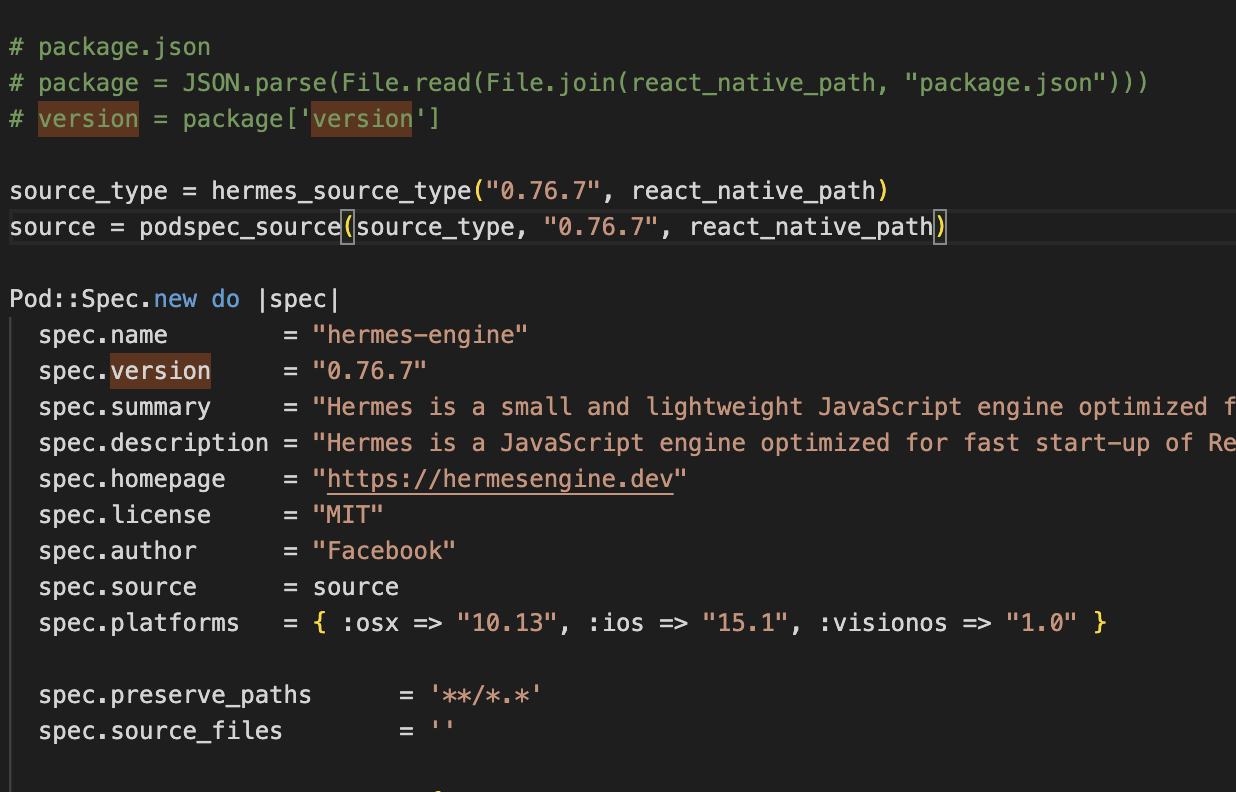 # package.json
# package = JSON.parse(File.read(File.join(react_native_path, "package.json")))
# version = package['version']
source_type = hermes_source_type("0.76.7", react_native_path)
source = podspec_source(source_type, "0.76.7", react_native_path)
Pod::Spec.new do |spec|
spec.name = "hermes-engine"
spec.version = "0.76.7"
spec.summary = "Hermes is a small and lightweight JavaScript engine optimized f
spec.description = "Hermes is a JavaScript engine optimized for fast start-up of Re
spec.homepage = "https://hermesengine.dev"
spec.license = "MIT"
spec.author = "Facebook"
spec.source = source
spec.platforms = { :osx => "10.13", :ios => "15.1", :visionos => "1.0" }
spec.preserve_paths = '**/*.*'
spec.source_files = ''